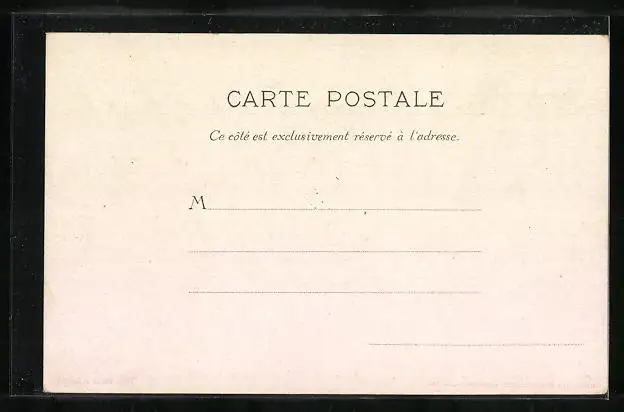 CARTE POSTALE
Ce côté est exclusivement réservé à l'adresse.
M